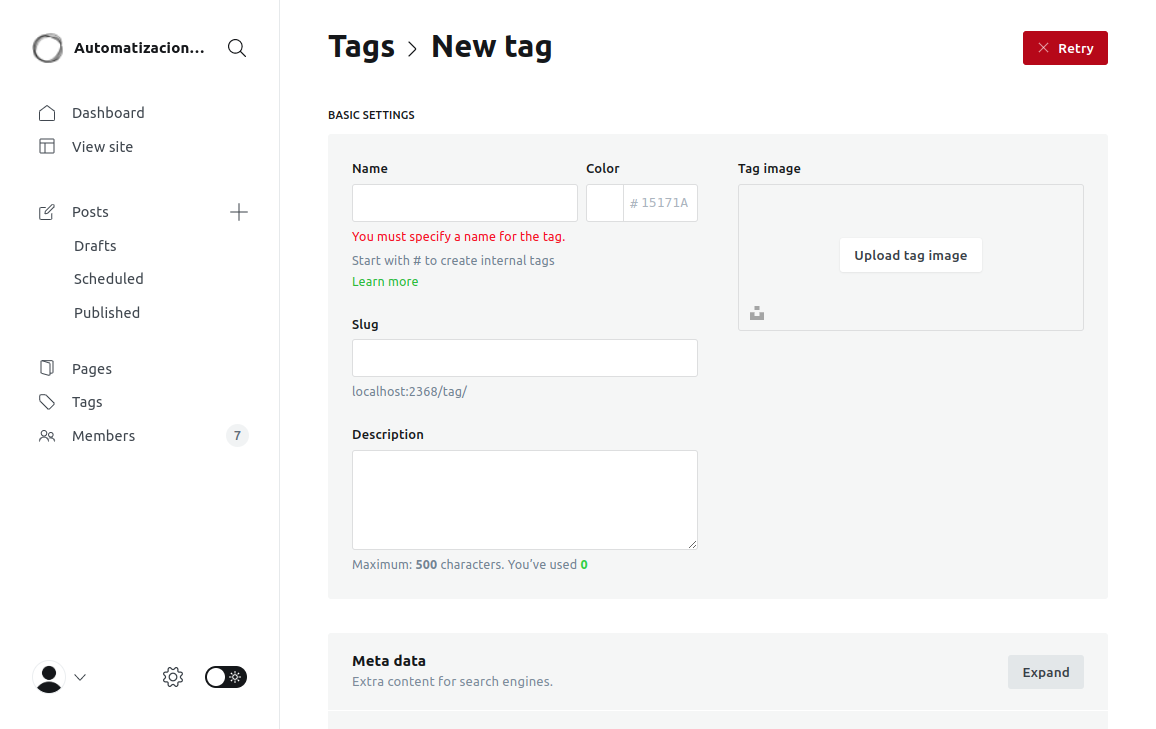 Automatizacion...
Dashboard
View site
Posts
Drafts
Scheduled
Published
Pages
Tags
Members 7
Tags > New tag
Retry
BASIC SETTINGS
Name
Color
# 15171A
You must specify a name for the tag.
Start with # to create internal tags
Learn more
Slug
localhost:2368/tag/
Description
Maximum: 500 characters. You've used 0
Tag image
Upload tag image
Meta data
Extra content for search engines.
Expand